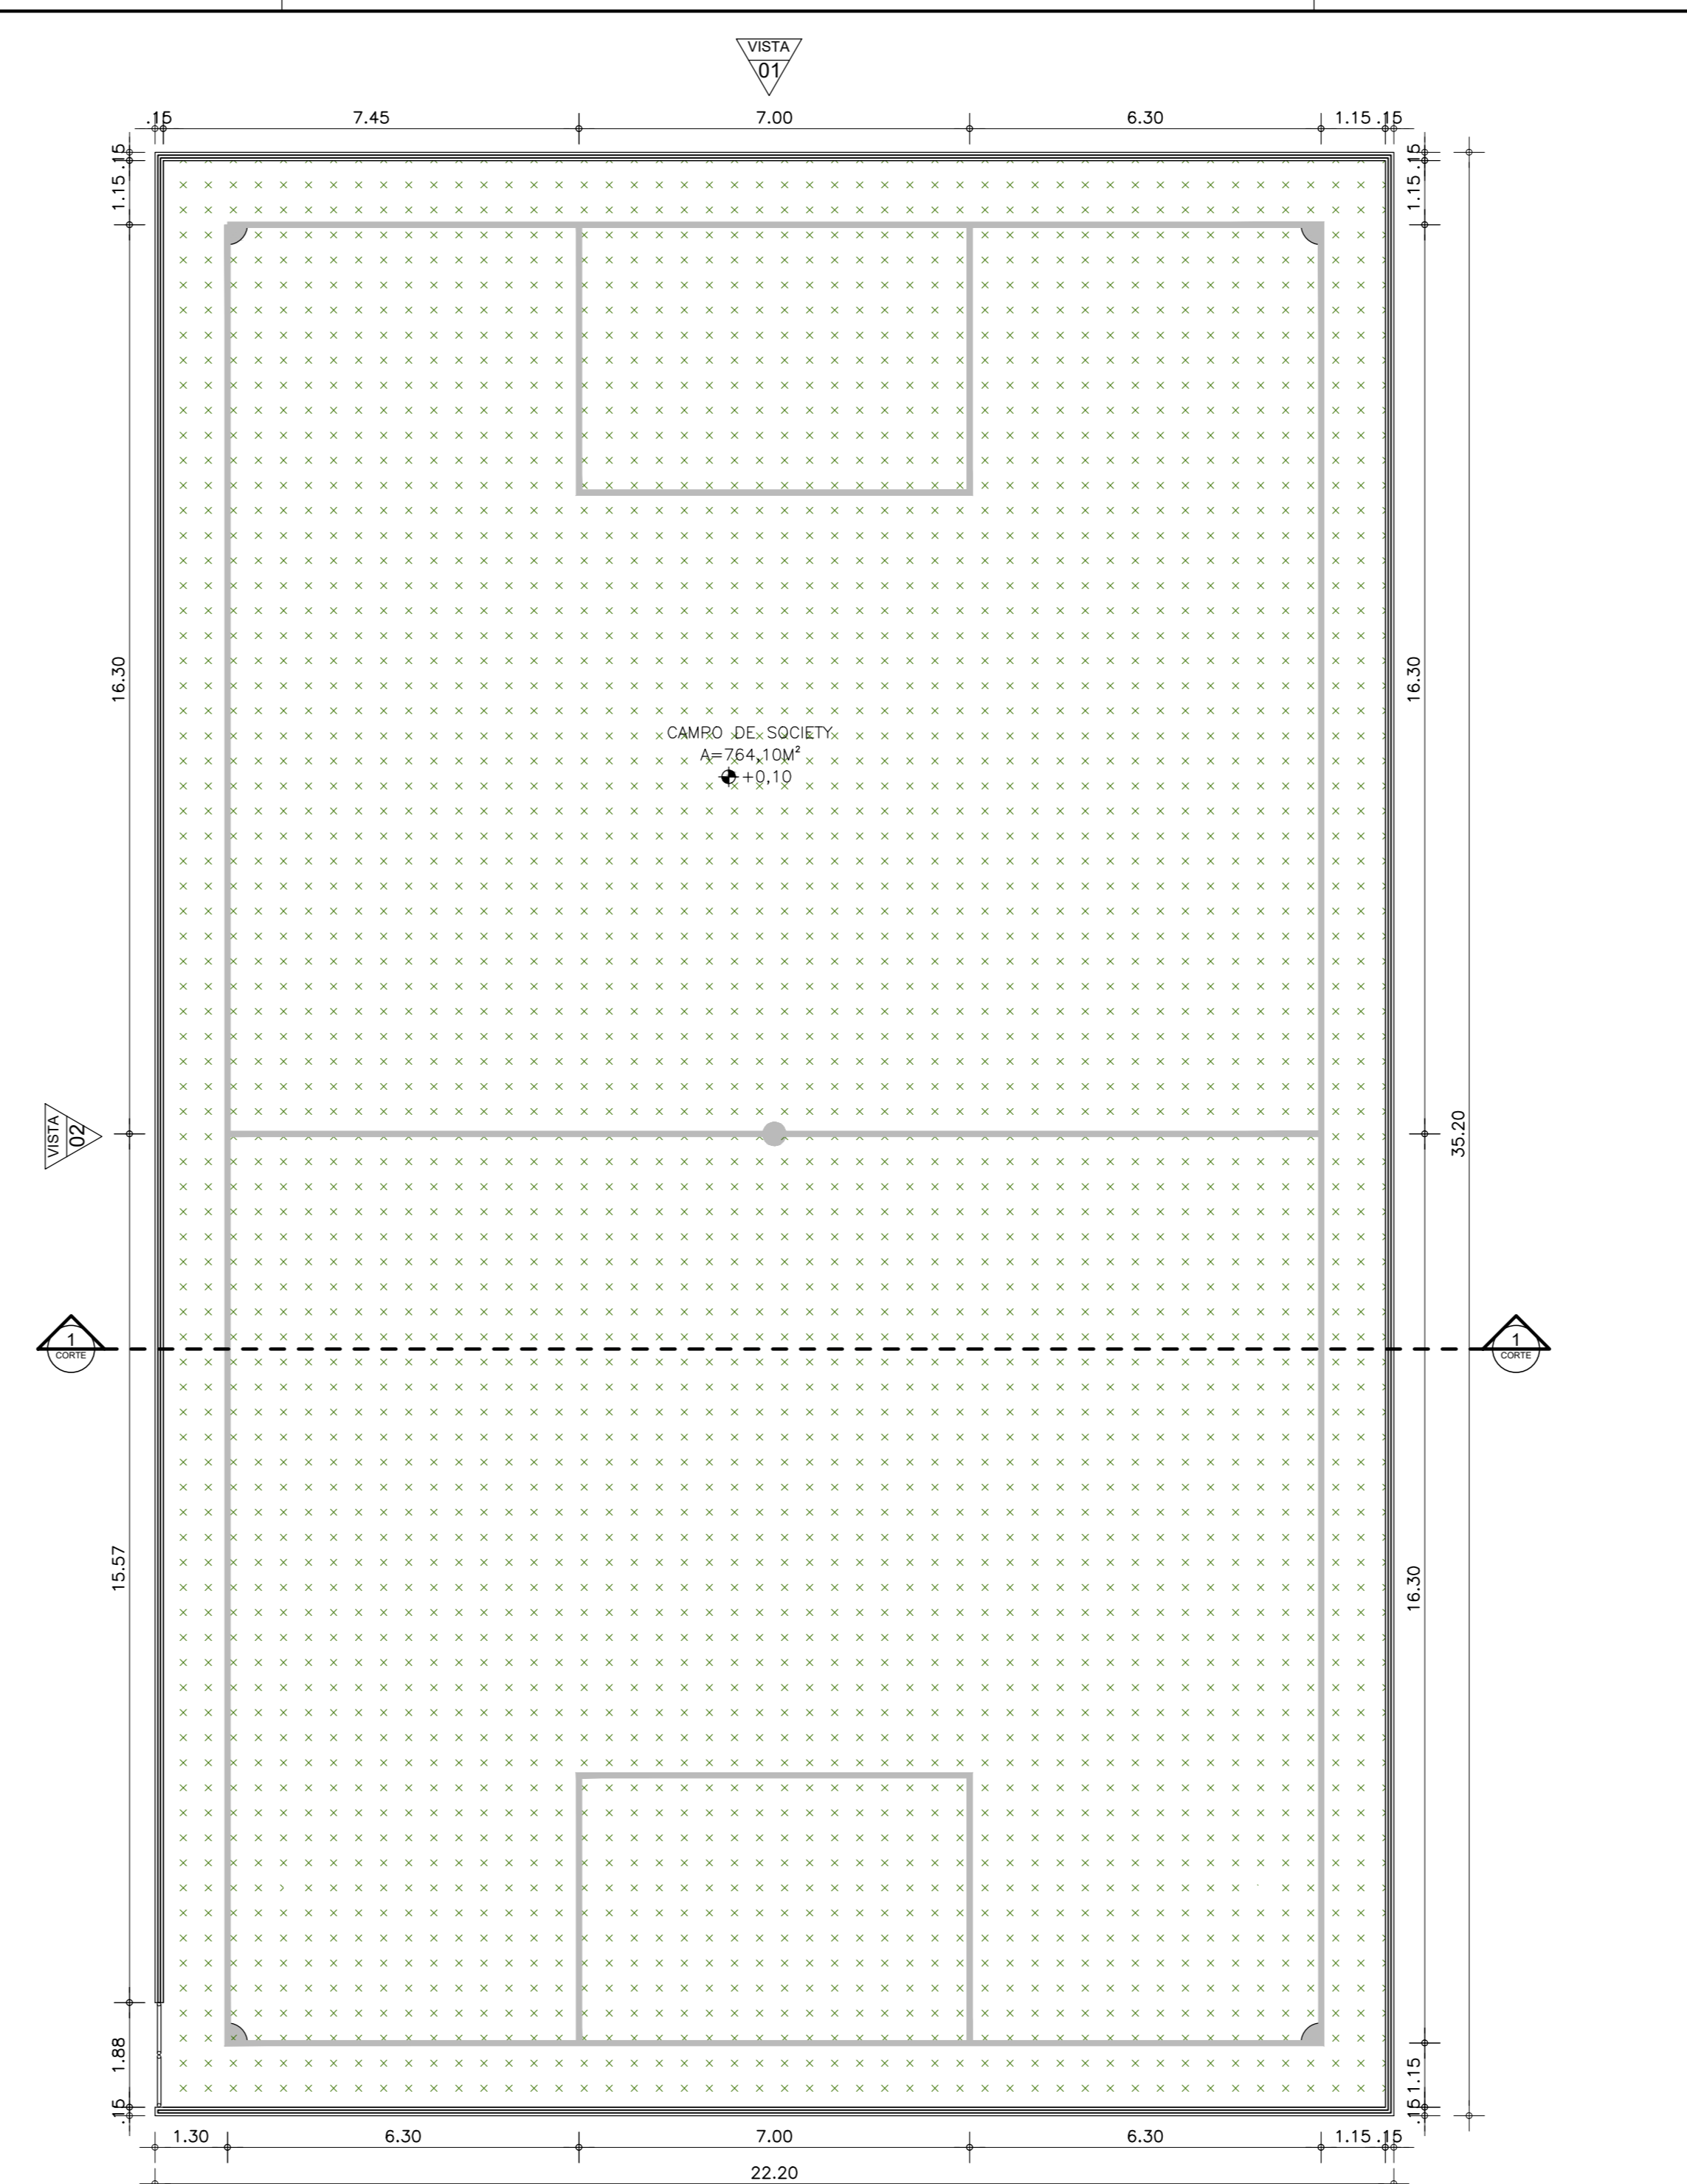 VISTA
01
.15 7.45 7.00 6.30 1.15 .15
.15
1.15
.15
1.15
16.30
16.30
CAMPO DE SOCIETY
A=764,10M²
+0,10
VISTA
02
35.20
1
CORTE
1
CORTE
15.57
16.30
1.88
.15
1.15
.15
1.30 6.30 7.00 6.30 1.15 .15
22.20